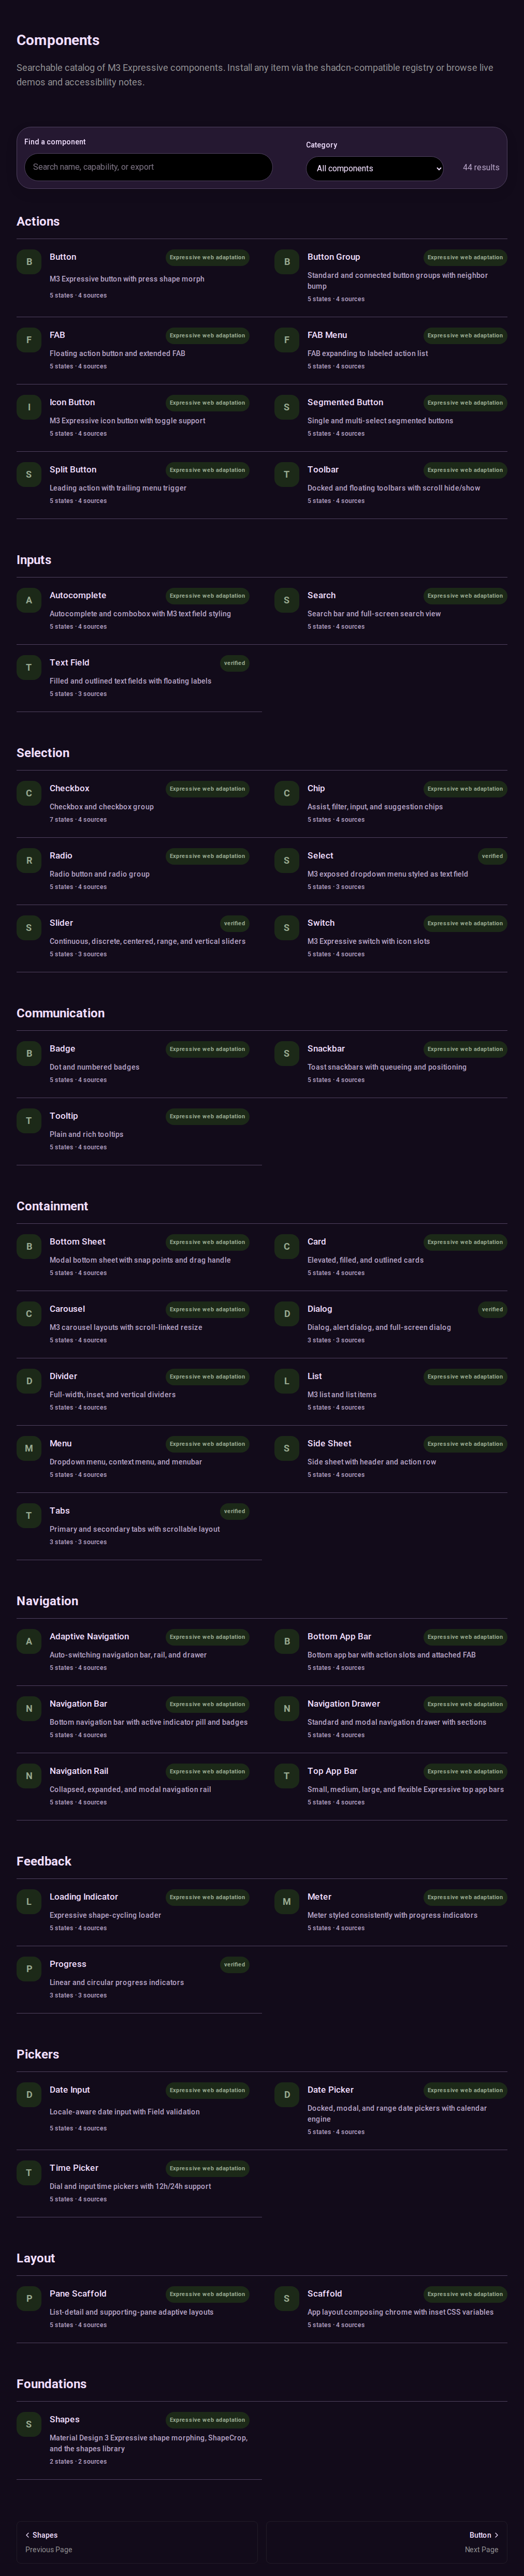 Components
Searchable catalog of M3 Expressive components. Install any item via the shadcn-compatible registry or browse live
demos and accessibility notes.
Find a component
Category
Search name, capability, or export
All components
44 results
Actions
B
Button
Expressive web adaptation
M3 Expressive button with press shape morph
5 states · 4 sources
B
Button Group
Expressive web adaptation
Standard and connected button groups with neighbor
bump
5 states · 4 sources
F
FAB
Expressive web adaptation
Floating action button and extended FAB
5 states · 4 sources
F
FAB Menu
Expressive web adaptation
FAB expanding to labeled action list
5 states · 4 sources
I
Icon Button
Expressive web adaptation
M3 Expressive icon button with toggle support
5 states · 4 sources
S
Segmented Button
Expressive web adaptation
Single and multi-select segmented buttons
5 states · 4 sources
S
Split Button
Expressive web adaptation
Leading action with trailing menu trigger
5 states · 4 sources
T
Toolbar
Expressive web adaptation
Docked and floating toolbars with scroll hide/show
5 states · 4 sources
Inputs
A
Autocomplete
Expressive web adaptation
Autocomplete and combobox with M3 text field styling
5 states · 4 sources
S
Search
Expressive web adaptation
Search bar and full-screen search view
5 states · 4 sources
T
Text Field
verified
Filled and outlined text fields with floating labels
5 states · 3 sources
Selection
C
Checkbox
Expressive web adaptation
Checkbox and checkbox group
7 states · 4 sources
C
Chip
Expressive web adaptation
Assist, filter, input, and suggestion chips
5 states · 4 sources
R
Radio
Expressive web adaptation
Radio button and radio group
5 states · 4 sources
S
Select
verified
M3 exposed dropdown menu styled as text field
5 states · 3 sources
S
Slider
verified
Continuous, discrete, centered, range, and vertical sliders
5 states · 3 sources
S
Switch
Expressive web adaptation
M3 Expressive switch with icon slots
5 states · 4 sources
Communication
B
Badge
Expressive web adaptation
Dot and numbered badges
5 states · 4 sources
S
Snackbar
Expressive web adaptation
Toast snackbars with queueing and positioning
5 states · 4 sources
T
Tooltip
Expressive web adaptation
Plain and rich tooltips
5 states · 4 sources
Containment
B
Bottom Sheet
Expressive web adaptation
Modal bottom sheet with snap points and drag handle
5 states · 4 sources
C
Card
Expressive web adaptation
Elevated, filled, and outlined cards
5 states · 4 sources
C
Carousel
Expressive web adaptation
M3 carousel layouts with scroll-linked resize
5 states · 4 sources
D
Dialog
verified
Dialog, alert dialog, and full-screen dialog
3 states · 3 sources
D
Divider
Expressive web adaptation
Full-width, inset, and vertical dividers
5 states · 4 sources
L
List
Expressive web adaptation
M3 list and list items
5 states · 4 sources
M
Menu
Expressive web adaptation
Dropdown menu, context menu, and menubar
5 states · 4 sources
S
Side Sheet
Expressive web adaptation
Side sheet with header and action row
5 states · 4 sources
T
Tabs
verified
Primary and secondary tabs with scrollable layout
3 states · 3 sources
Navigation
A
Adaptive Navigation
Expressive web adaptation
Auto-switching navigation bar, rail, and drawer
5 states · 4 sources
B
Bottom App Bar
Expressive web adaptation
Bottom app bar with action slots and attached FAB
5 states · 4 sources
N
Navigation Bar
Expressive web adaptation
Bottom navigation bar with active indicator pill and badges
5 states · 4 sources
N
Navigation Drawer
Expressive web adaptation
Standard and modal navigation drawer with sections
5 states · 4 sources
N
Navigation Rail
Expressive web adaptation
Collapsed, expanded, and modal navigation rail
5 states · 4 sources
T
Top App Bar
Expressive web adaptation
Small, medium, large, and flexible Expressive top app bars
5 states · 4 sources
Feedback
L
Loading Indicator
Expressive web adaptation
Expressive shape-cycling loader
5 states · 4 sources
M
Meter
Expressive web adaptation
Meter styled consistently with progress indicators
5 states · 4 sources
P
Progress
verified
Linear and circular progress indicators
3 states · 3 sources
Pickers
D
Date Input
Expressive web adaptation
Locale-aware date input with Field validation
5 states · 4 sources
D
Date Picker
Expressive web adaptation
Docked, modal, and range date pickers with calendar
engine
5 states · 4 sources
T
Time Picker
Expressive web adaptation
Dial and input time pickers with 12h/24h support
5 states · 4 sources
Layout
P
Pane Scaffold
Expressive web adaptation
List-detail and supporting-pane adaptive layouts
5 states · 4 sources
S
Scaffold
Expressive web adaptation
App layout composing chrome with inset CSS variables
5 states · 4 sources
Foundations
S
Shapes
Expressive web adaptation
Material Design 3 Expressive shape morphing, ShapeCrop,
and the shapes library
2 states · 2 sources
Shapes
Previous Page
Button
Next Page